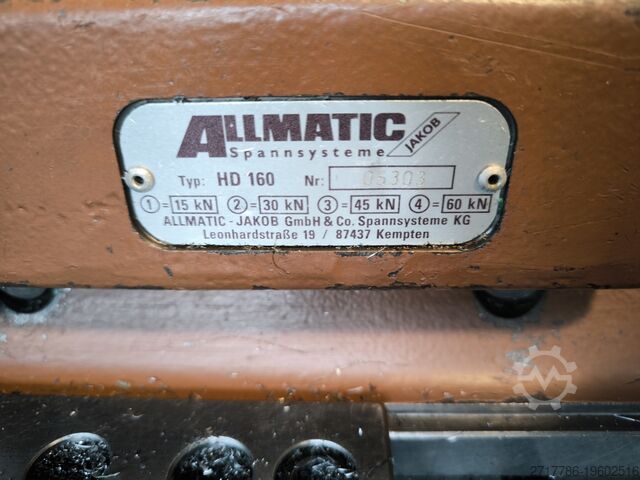 ALLMATIC JAKOB
Spannsysteme
Typ: HD 160 Nr: 05303
1=15 kN 2=30 kN 3=45 kN 4=60 kN
ALLMATIC - JAKOB GmbH & Co. Spannsysteme KG
Leonhardstraße 19 / 87437 Kempten
2717786-19602516